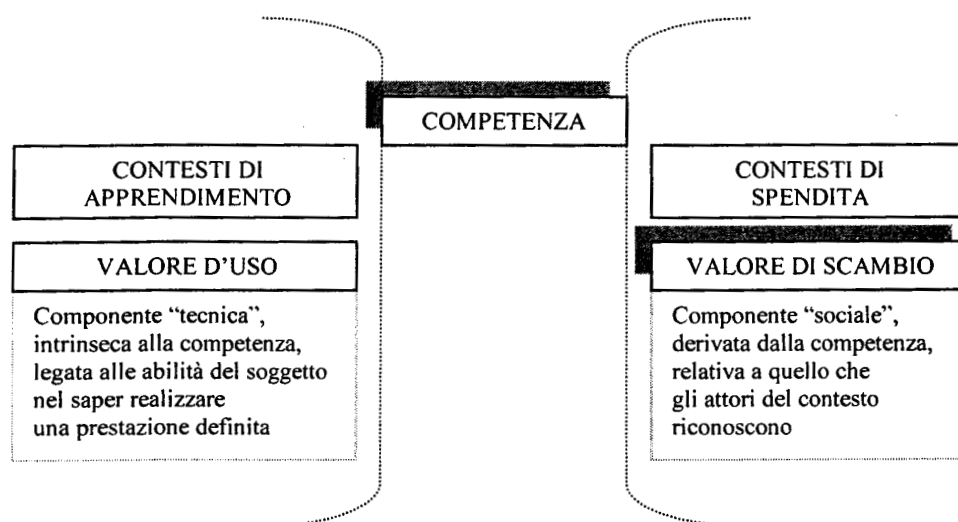 COMPETENZA
CONTESTI DI
APPRENDIMENTO
VALORE D'USO
Componente “tecnica”,
intrinseca alla competenza,
legata alle abilità del soggetto
nel saper realizzare
una prestazione definita
CONTESTI DI
SPENDITA
VALORE DI SCAMBIO
Componente “sociale”,
derivata dalla competenza,
relativa a quello che
gli attori del contesto
riconoscono